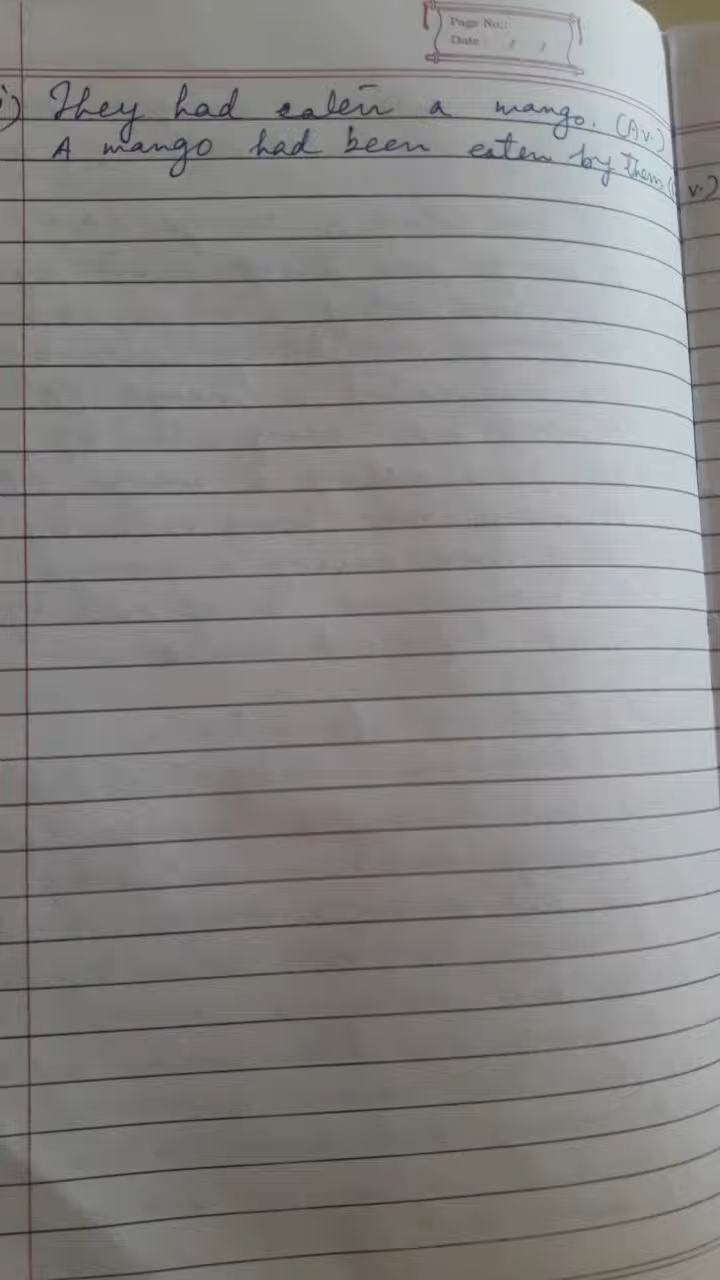 Page No.:
Date / /
i) They had eaten a mango. (A v.)
A mango had been eaten by them ( v.)